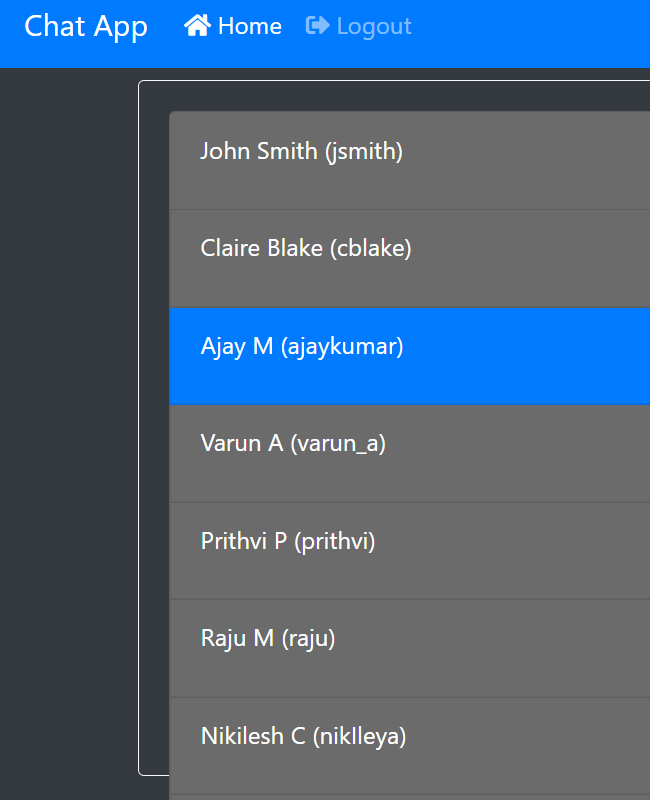 Chat App Home Logout
John Smith (jsmith)
Claire Blake (cblake)
Ajay M (ajaykumar)
Varun A (varun_a)
Prithvi P (prithvi)
Raju M (raju)
Nikilesh C (niklleya)